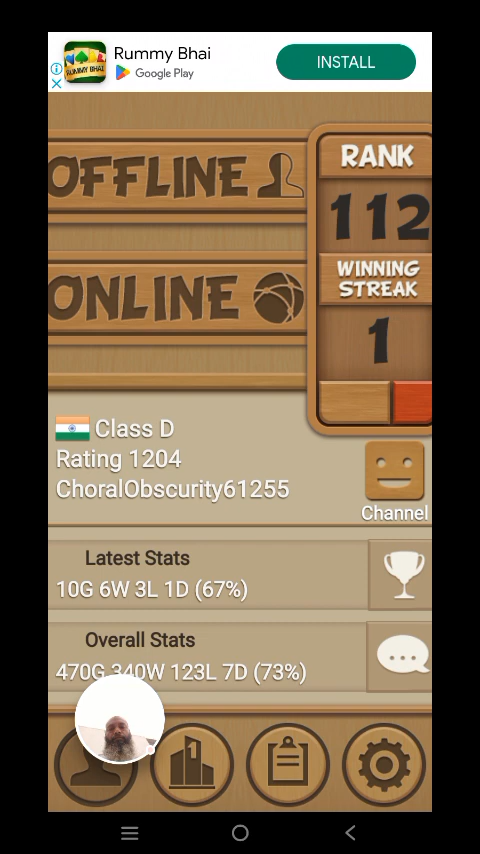 Rummy Bhai
Google Play
INSTALL
RUMMY BHAI
OFFLINE
ONLINE
RANK
112
WINNING
STREAK
1
Class D
Rating 1204
ChoralObscurity61255
Channel
Latest Stats
10G 6W 3L 1D (67%)
Overall Stats
470G 340W 123L 7D (73%)
1